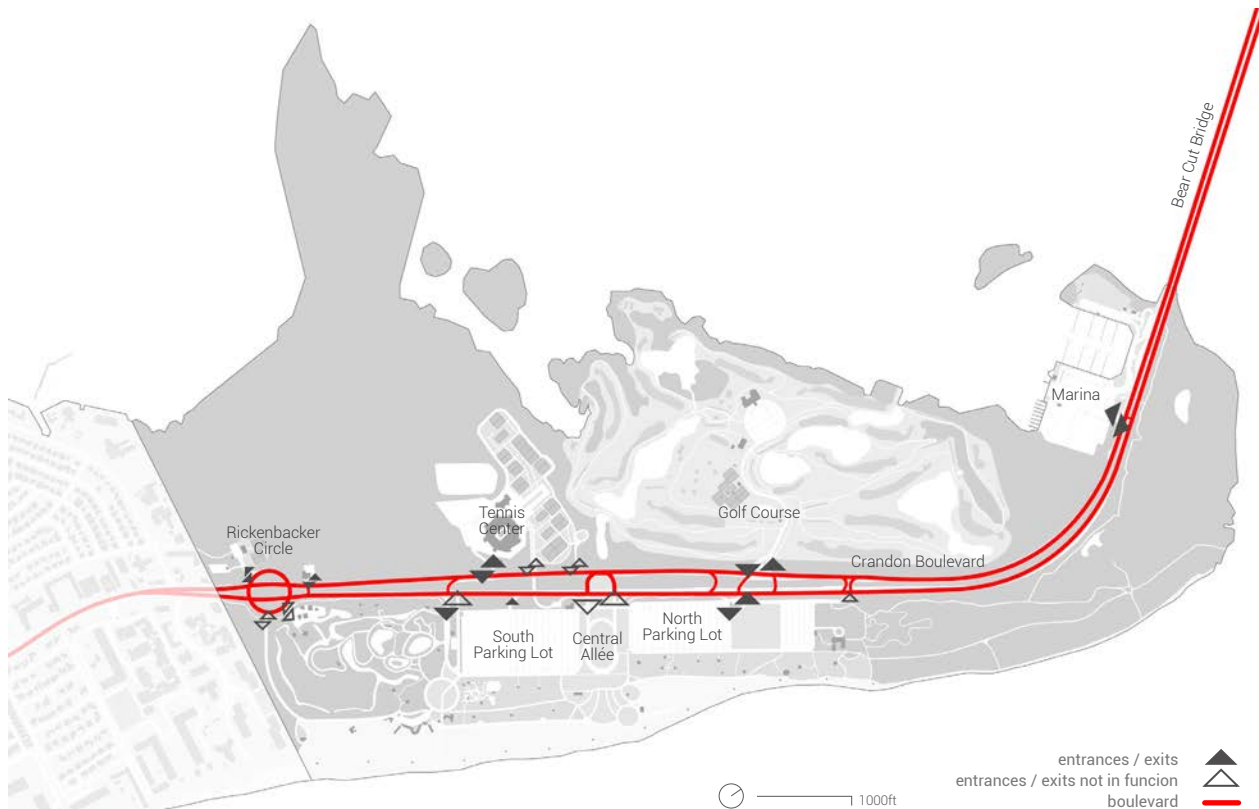 Bear Cut Bridge
Marina
Tennis
Center
Golf Course
Rickenbacker
Circle
Crandon Boulevard
South
Parking Lot
Central
Allée
North
Parking Lot
entrances / exits
entrances / exits not in funcion
boulevard
1000ft